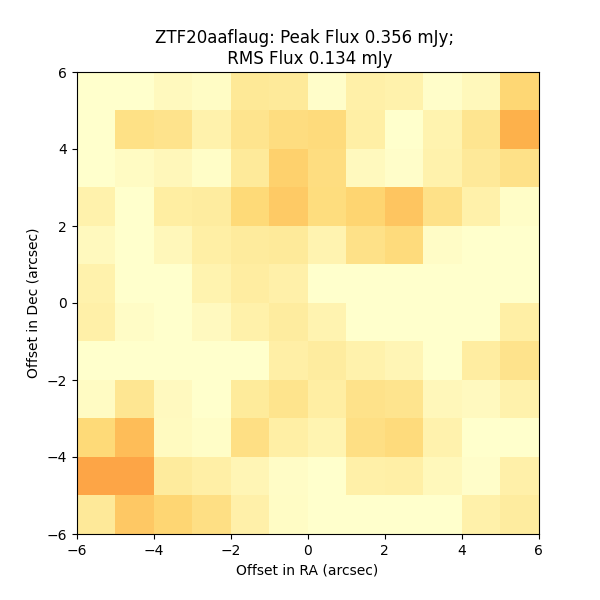 ZTF20aaflaug: Peak Flux 0.356 mJy;
RMS Flux 0.134 mJy
6
4
2
0
−2
−4
−6
Offset in Dec (arcsec)
−6 −4 −2 0 2 4 6
Offset in RA (arcsec)